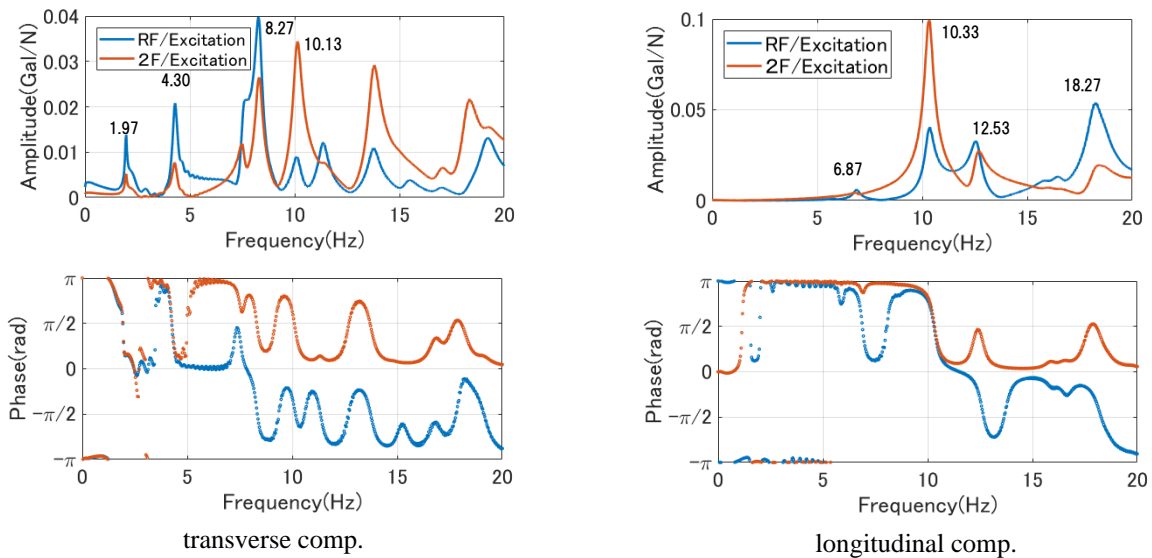 Amplitude(Gal/N)
0.04
0.03
0.02
0.01
0
RF/Excitation
2F/Excitation
1.97
4.30
8.27
10.13
0 5 10 15 20
Frequency(Hz)
Phase(rad)
π
π/2
0
−π/2
−π
0 5 10 15 20
Frequency(Hz)
transverse comp.
Amplitude(Gal/N)
0.1
0.05
0
RF/Excitation
2F/Excitation
6.87
10.33
12.53
18.27
0 5 10 15 20
Frequency(Hz)
Phase(rad)
π
π/2
0
−π/2
−π
0 5 10 15 20
Frequency(Hz)
longitudinal comp.